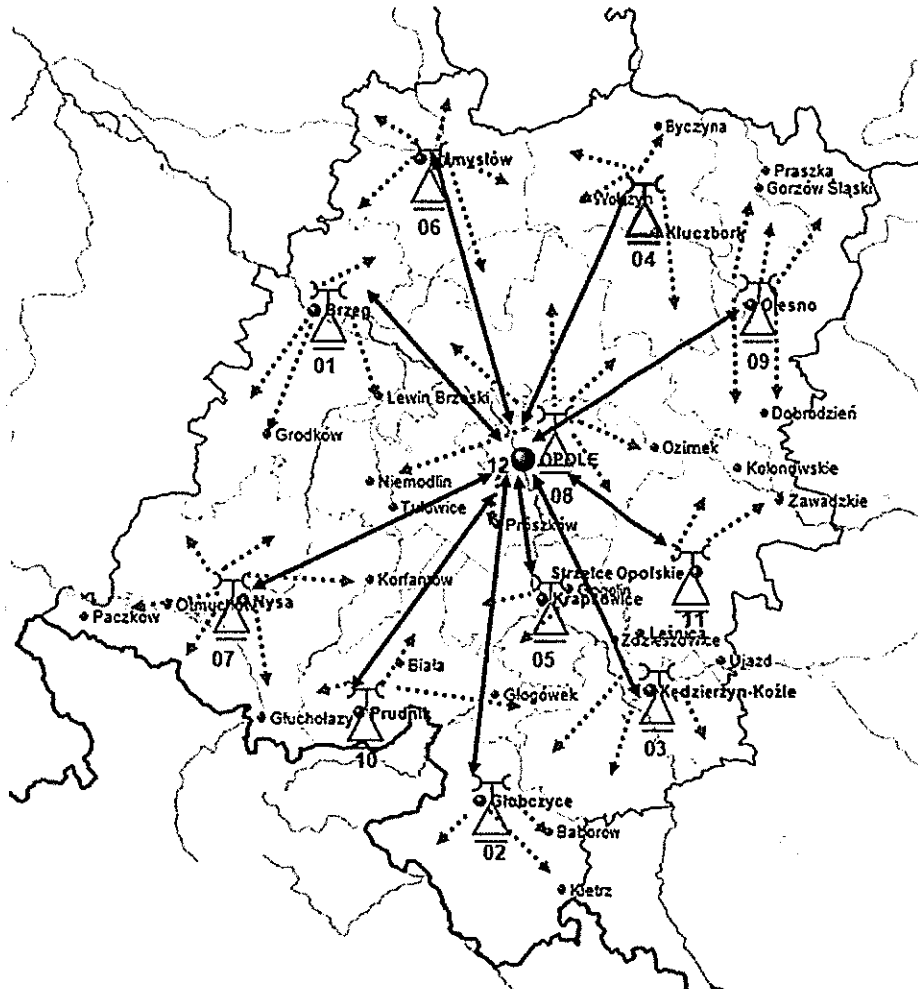 Byczyna
Namysłów
Praszka
Gorzów Śląski
Wołczyn
06
Kluczbork
04
Brzeg
Olesno
01
09
Lewin Brzeski
Dobrodzień
Grodków
Ozimek
12
OPOLE
Kolonowskie
Niemodlin
08
Zawadzkie
Tułowice
Prószków
Strzelce Opolskie
Korfantów
Gogolin
Otmuchów
Nysa
Krapkowice
11
Paczków
07
Leśnica
Zdzieszowice
05
Biała
Ujazd
Głogówek
Kędzierzyn-Koźle
Głuchołazy
Prudnik
03
10
Głubczyce
Baborów
02
Kietrz